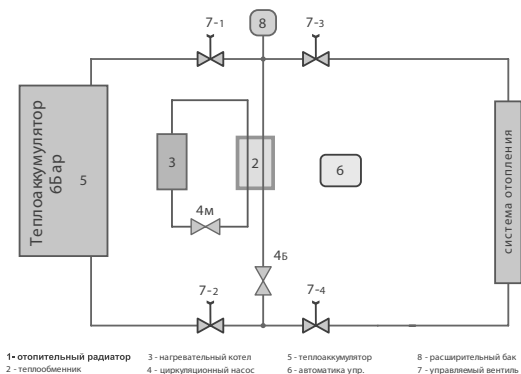 7-1
8
7-3
Теплоаккумулятор
6Бар
5
3
2
6
система отопления
4м
4Б
7-2
7-4
1- отопительный радиатор
3 - нагревательный котел
5 - теплоаккумулятор
8 - расширительный бак
2 - теплообменник
4 - циркуляционный насос
6 - автоматика упр.
7 - управляемый вентиль